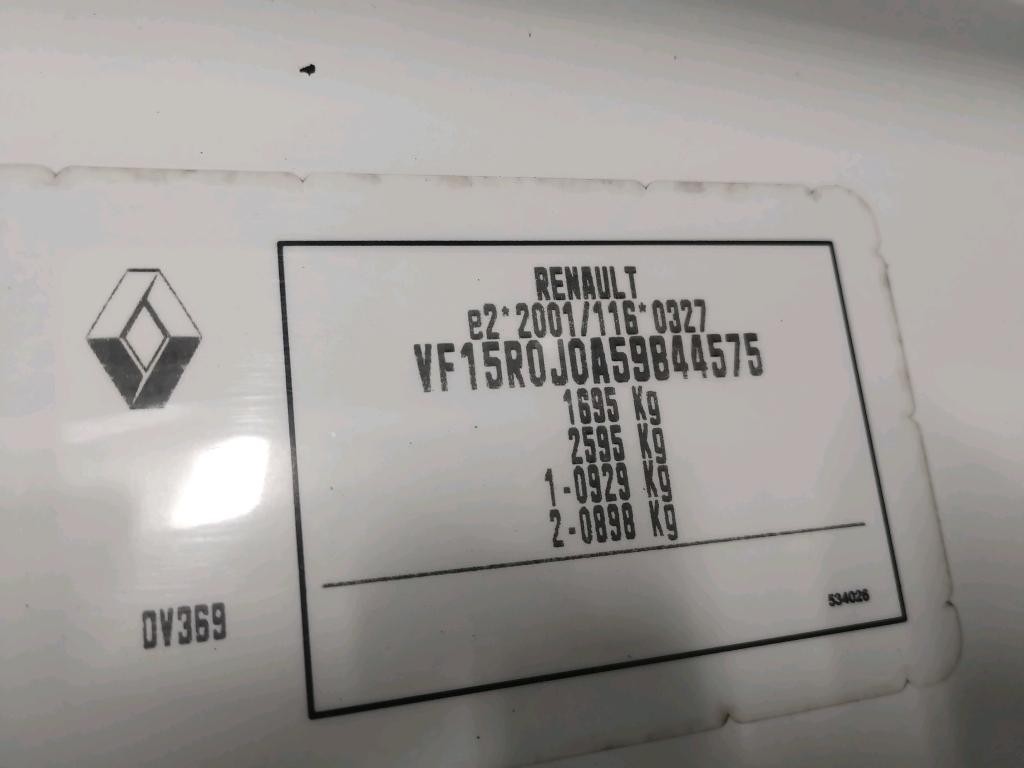 RENAULT
e2*2001/116*0327
VF15R0J0A59844575
1695 Kg
2595 Kg
1-0929 Kg
2-0898 Kg
534026
0V369